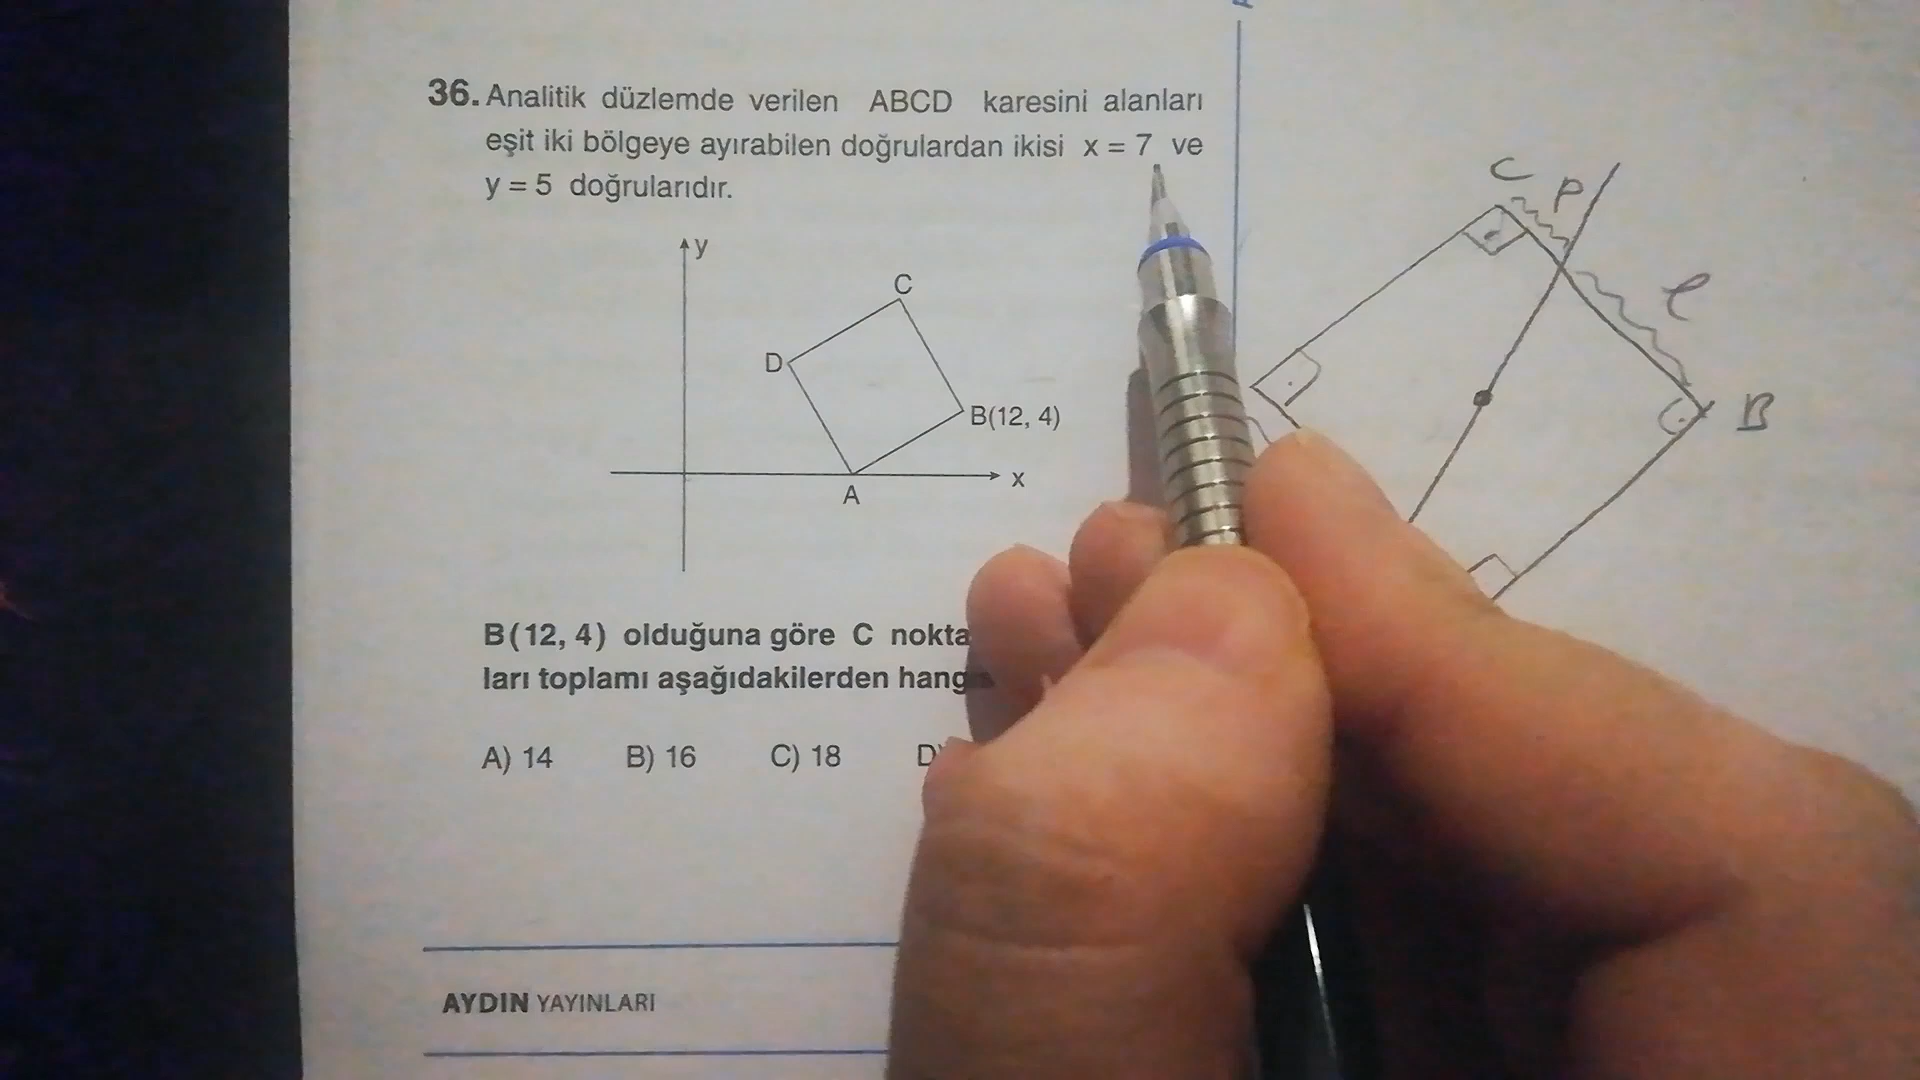 36. Analitik düzlemde verilen ABCD karesini alanları
eşit iki bölgeye ayırabilen doğrulardan ikisi x = 7 ve
y = 5 doğrularıdır.
y
C
D
B(12, 4)
x
A
B(12, 4) olduğuna göre C nokta
ları toplamı aşağıdakilerden
A) 14 B) 16 C) 18 D)
AYDIN YAYINLARI
C P
l
B